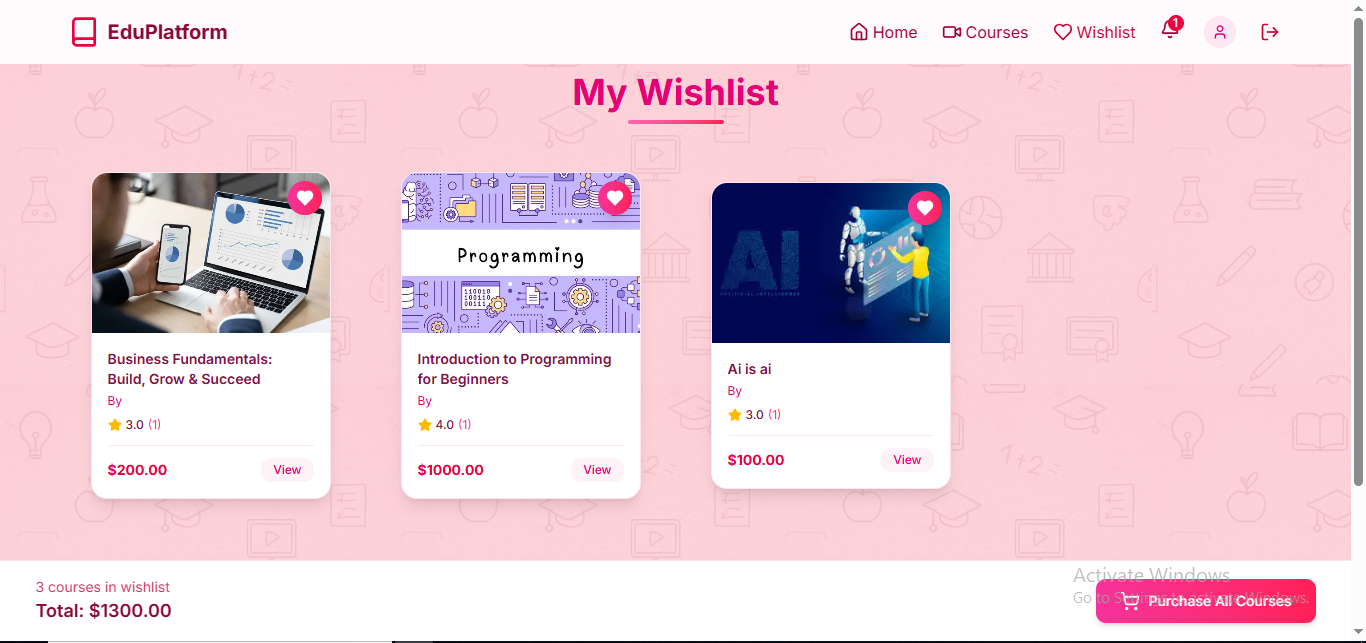 EduPlatform
Home
Courses
Wishlist
1
My Wishlist
Programming
AI
ARTIFICIAL INTELLIGENCE
Business Fundamentals:
Build, Grow & Succeed
By
3.0 (1)
$200.00
View
Introduction to Programming
for Beginners
By
4.0 (1)
$1000.00
View
Ai is ai
By
3.0 (1)
$100.00
View
3 courses in wishlist
Total: $1300.00
Purchase All Courses
Activate Windows
Go to Settings to activate Windows.